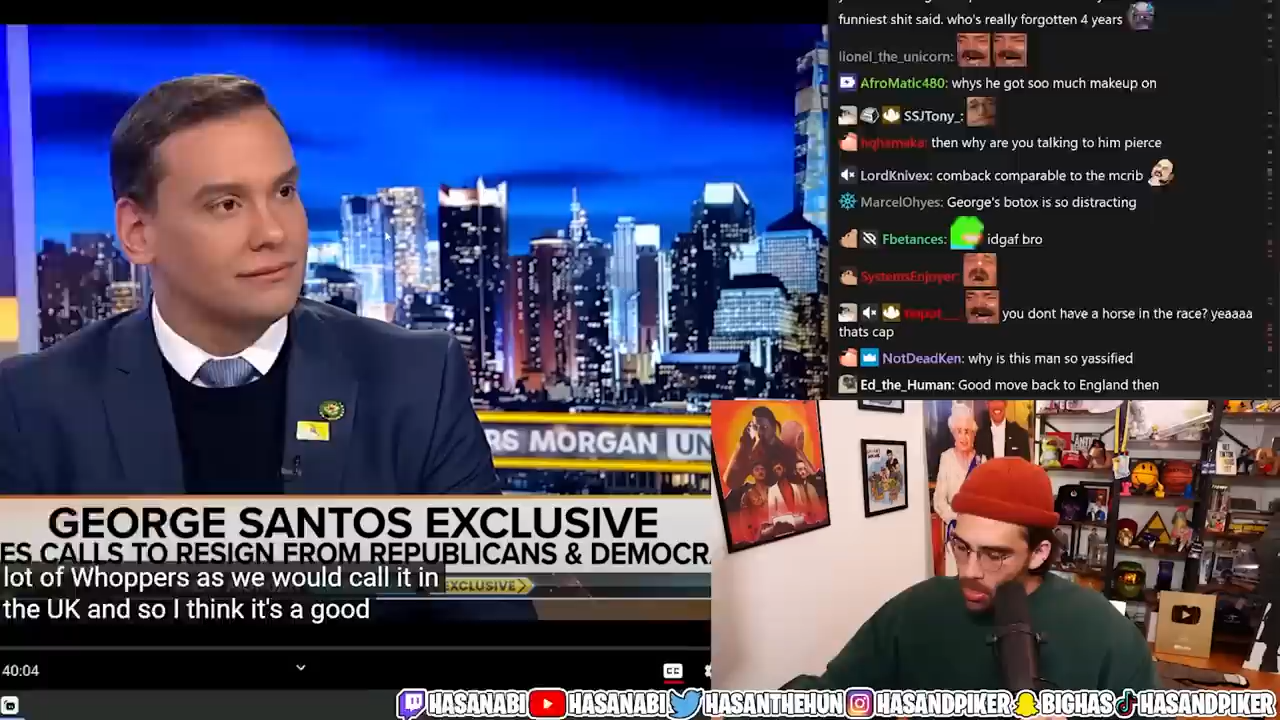 funniest shit said. who's really forgotten 4 years
lionel_the_unicorn:
AfroMatic480: whys he got soo much makeup on
SSJTony_:
hqhamaka: then why are you talking to him pierce
LordKnivex: comback comparable to the mcrib
MarcelOhyes: George's botox is so distracting
Fbetances: idgaf bro
SystemsEnjoyer:
you dont have a horse in the race? yeaaaa
thats cap
NotDeadKen: why is this man so yassified
Ed_the_Human: Good move back to England then
RS MORGAN UN
GEORGE SANTOS EXCLUSIVE
ES CALLS TO RESIGN FROM REPUBLICANS & DEMOCR
EXCLUSIVE
lot of Whoppers as we would call it in
the UK and so I think it's a good
40:04
CC
HASANABI HASANABI HASANTHEHUN HASANDPIKER BIGHAS HASANDPIKER